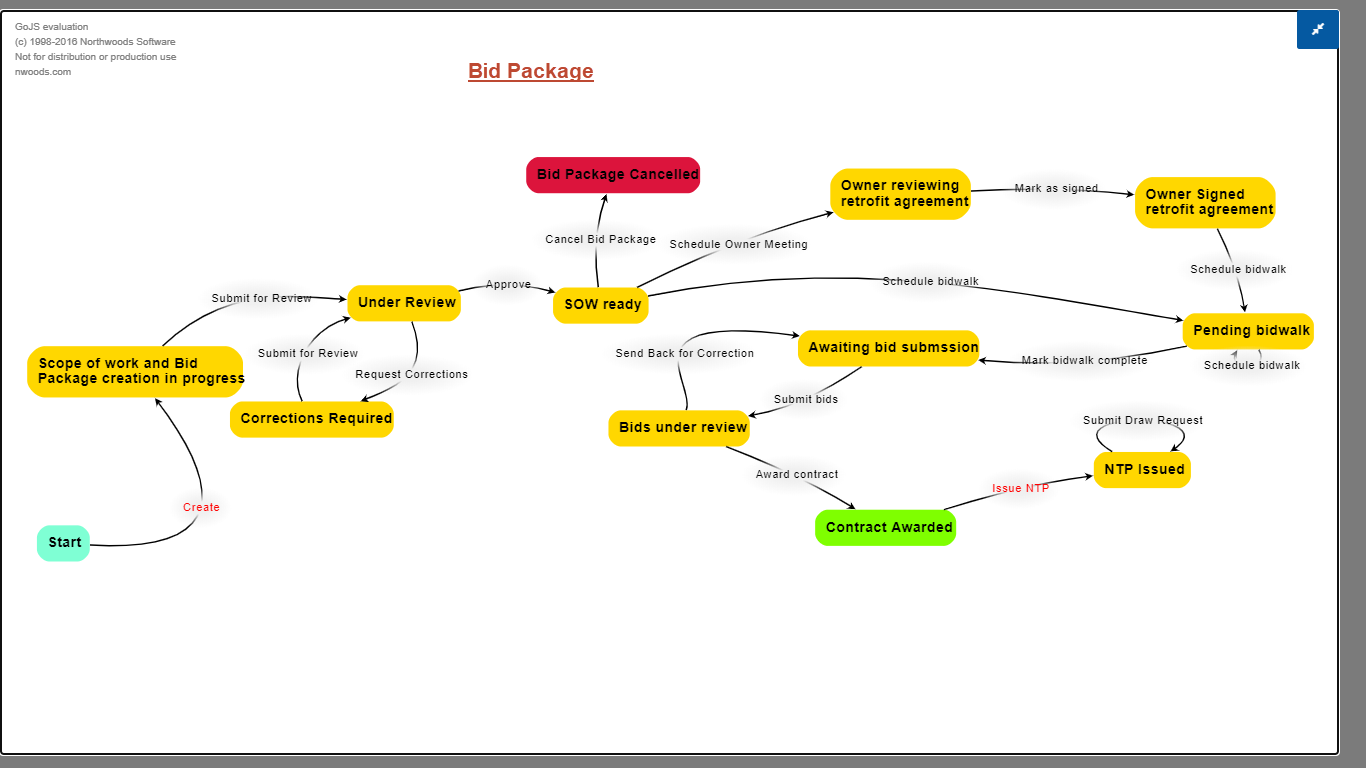 GoJS evaluation
(c) 1998-2016 Northwoods Software
Not for distribution or production use
nwoods.com
Bid Package
Bid Package Cancelled
Owner reviewing
retrofit agreement
Mark as signed
Owner Signed
retrofit agreement
Cancel Bid Package
Schedule Owner Meeting
Schedule bidwalk
Submit for Review
Under Review
Approve
SOW ready
Schedule bidwalk
Pending bidwalk
Scope of work and Bid
Package creation in progress
Submit for Review
Request Corrections
Send Back for Correction
Awaiting bid submssion
Mark bidwalk complete
Schedule bidwalk
Corrections Required
Submit bids
Bids under review
Submit Draw Request
Award contract
NTP Issued
Issue NTP
Create
Contract Awarded
Start